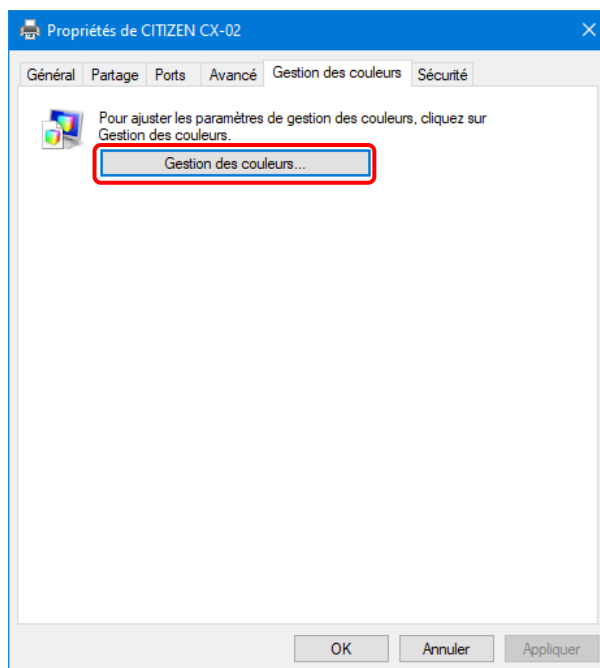 Propriétés de CITIZEN CX-02
Général Partage Ports Avancé Gestion des couleurs Sécurité
Pour ajuster les paramètres de gestion des couleurs, cliquez sur
Gestion des couleurs.
Gestion des couleurs...
OK Annuler Appliquer